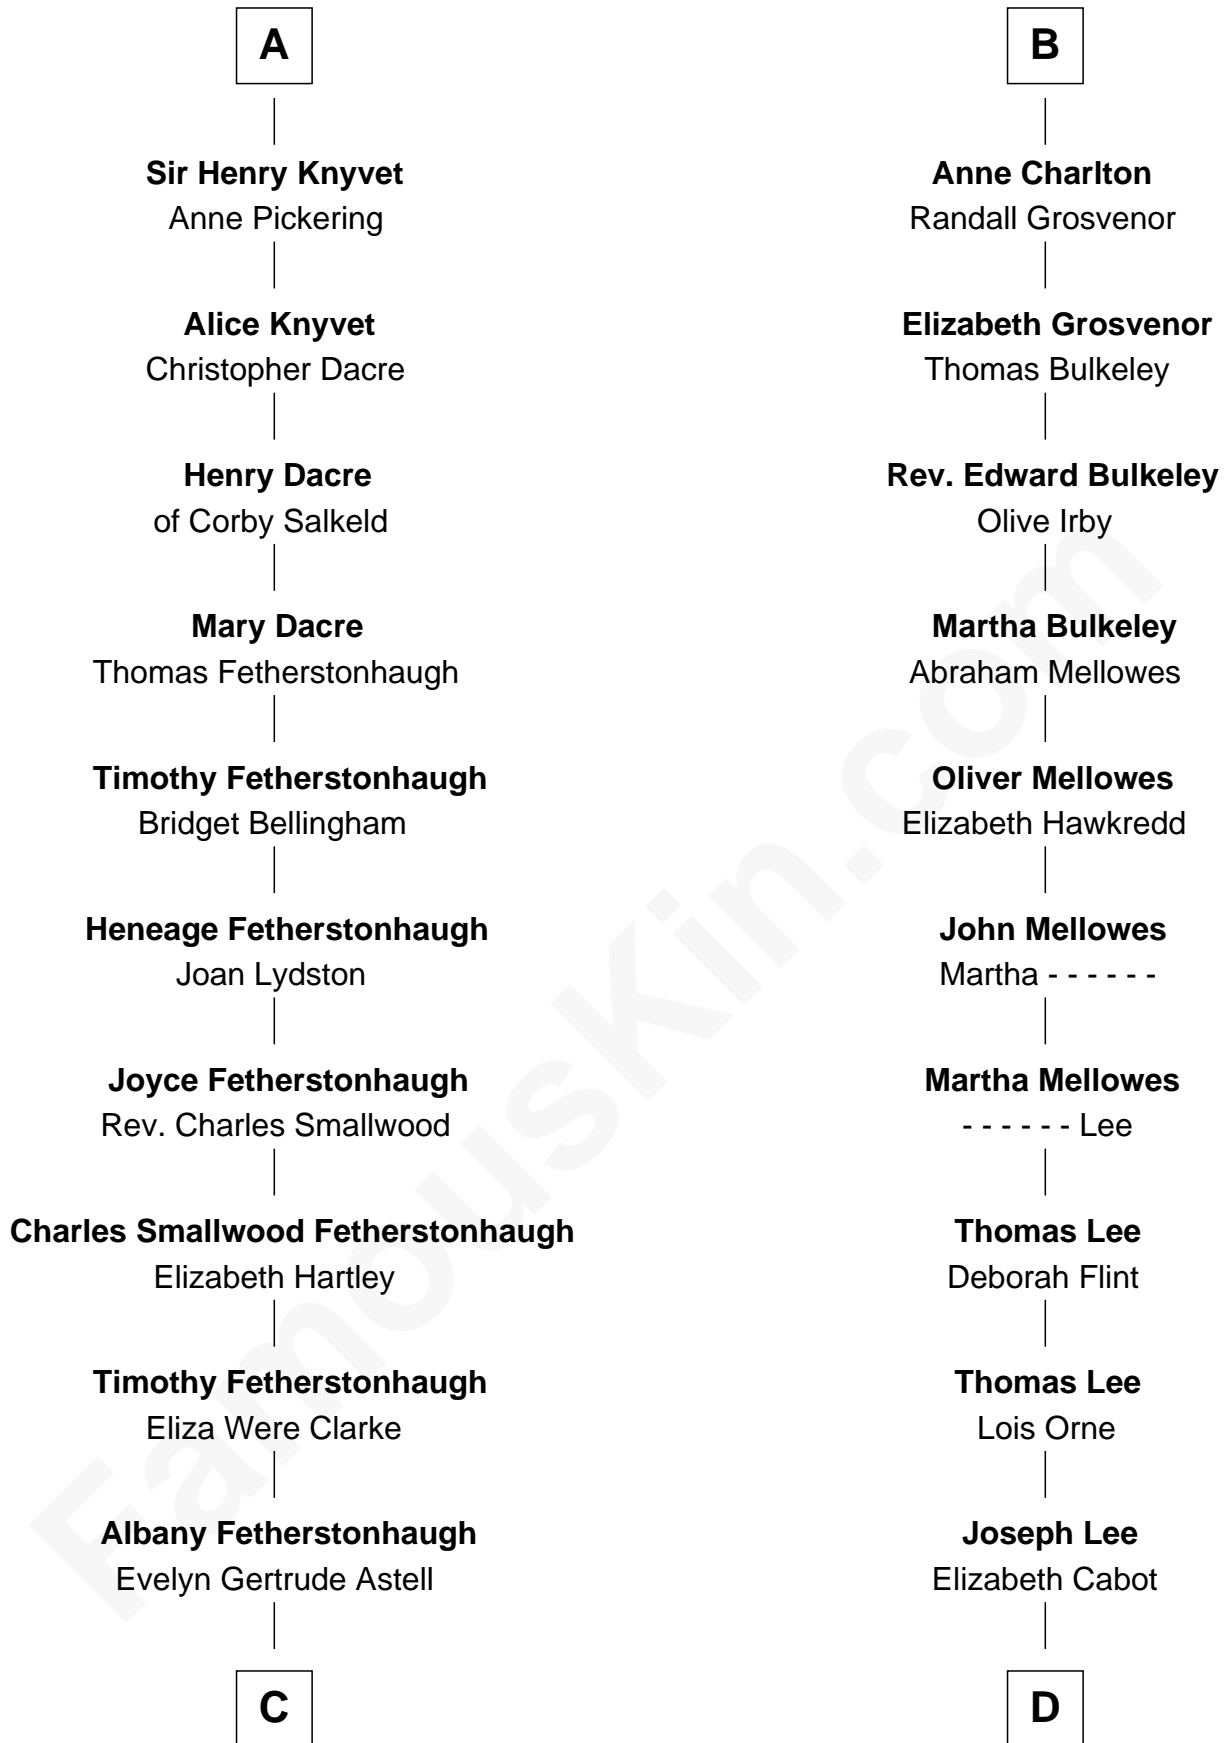 A
Sir Henry Knyvet
Anne Pickering
Alice Knyvet
Christopher Dacre
Henry Dacre
of Corby Salkeld
Mary Dacre
Thomas Fetherstonhaugh
Timothy Fetherstonhaugh
Bridget Bellingham
Heneage Fetherstonhaugh
Joan Lydston
Joyce Fetherstonhaugh
Rev. Charles Smallwood
Charles Smallwood Fetherstonhaugh
Elizabeth Hartley
Timothy Fetherstonhaugh
Eliza Were Clarke
Albany Fetherstonhaugh
Evelyn Gertrude Astell
C
B
Anne Charlton
Randall Grosvenor
Elizabeth Grosvenor
Thomas Bulkeley
Rev. Edward Bulkeley
Olive Irby
Martha Bulkeley
Abraham Mellowes
Oliver Mellowes
Elizabeth Hawkredd
John Mellowes
Martha - - - - - -
Martha Mellowes
- - - - - - Lee
Thomas Lee
Deborah Flint
Thomas Lee
Lois Orne
Joseph Lee
Elizabeth Cabot
D
FamousKin.com